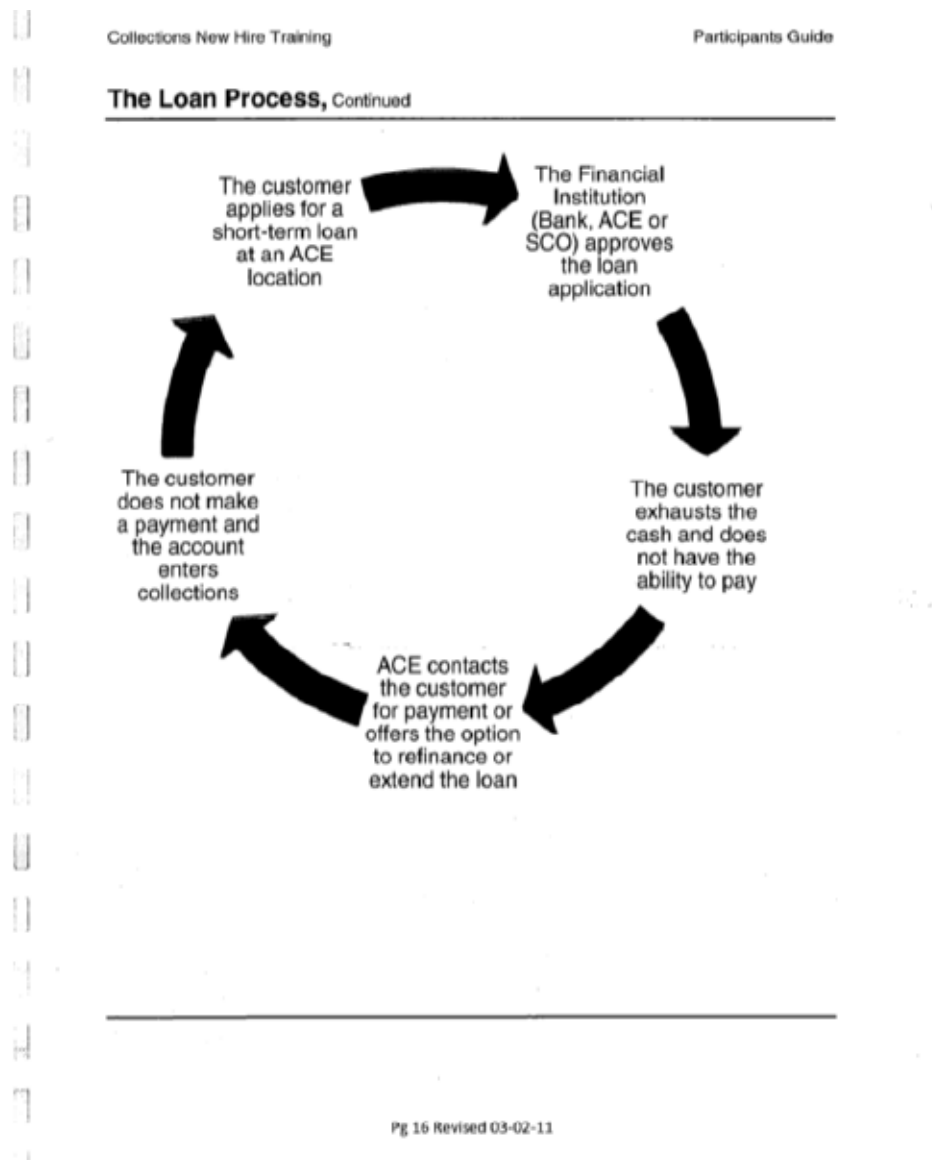 Collections New Hire Training
Participants Guide
The Loan Process, Continued
The customer
applies for a
short-term loan
at an ACE
location
The Financial
Institution
(Bank, ACE or
SCO) approves
the loan
application
The customer
exhausts the
cash and does
not have the
ability to pay
ACE contacts
the customer
for payment or
offers the option
to refinance or
extend the loan
The customer
does not make
a payment and
the account
enters
collections
Pg 16 Revised 03-02-11